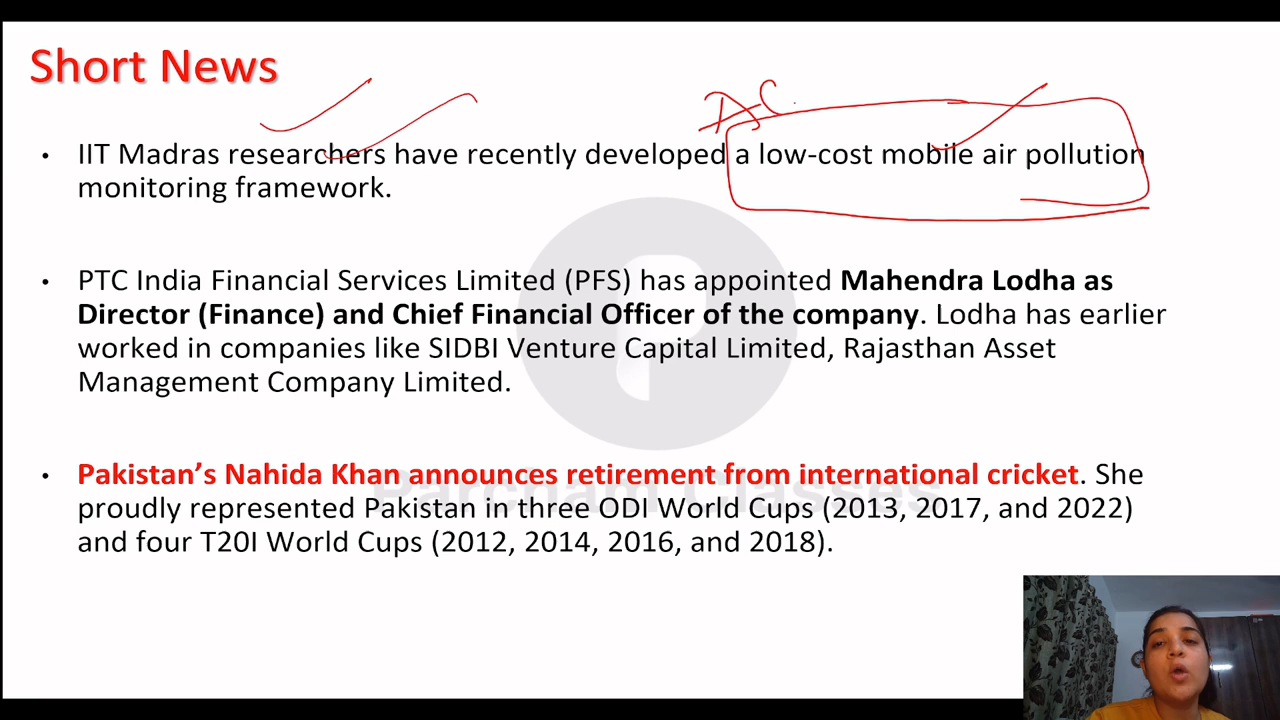 Short News
AC
• IIT Madras researchers have recently developed a low-cost mobile air pollution
monitoring framework.
• PTC India Financial Services Limited (PFS) has appointed Mahendra Lodha as
Director (Finance) and Chief Financial Officer of the company. Lodha has earlier
worked in companies like SIDBI Venture Capital Limited, Rajasthan Asset
Management Company Limited.
• Pakistan’s Nahida Khan announces retirement from international cricket. She
proudly represented Pakistan in three ODI World Cups (2013, 2017, and 2022)
and four T20I World Cups (2012, 2014, 2016, and 2018).
Parcham Classes